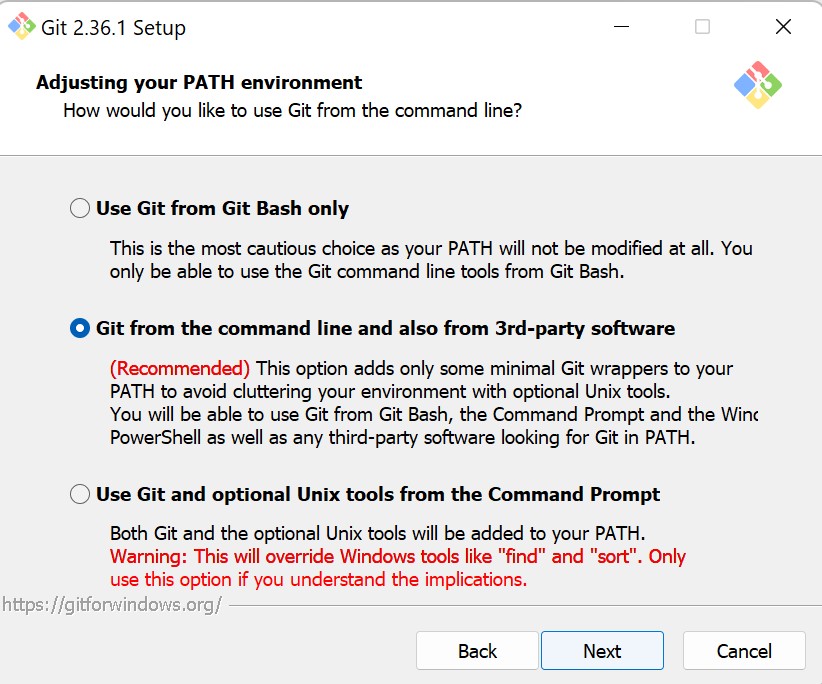 Git 2.36.1 Setup
Adjusting your PATH environment
How would you like to use Git from the command line?
Use Git from Git Bash only
This is the most cautious choice as your PATH will not be modified at all. You
only be able to use the Git command line tools from Git Bash.
Git from the command line and also from 3rd-party software
(Recommended) This option adds only some minimal Git wrappers to your
PATH to avoid cluttering your environment with optional Unix tools.
You will be able to use Git from Git Bash, the Command Prompt and the Winc
PowerShell as well as any third-party software looking for Git in PATH.
Use Git and optional Unix tools from the Command Prompt
Both Git and the optional Unix tools will be added to your PATH.
Warning: This will override Windows tools like "find" and "sort". Only
use this option if you understand the implications.
https://gitforwindows.org/
Back
Next
Cancel